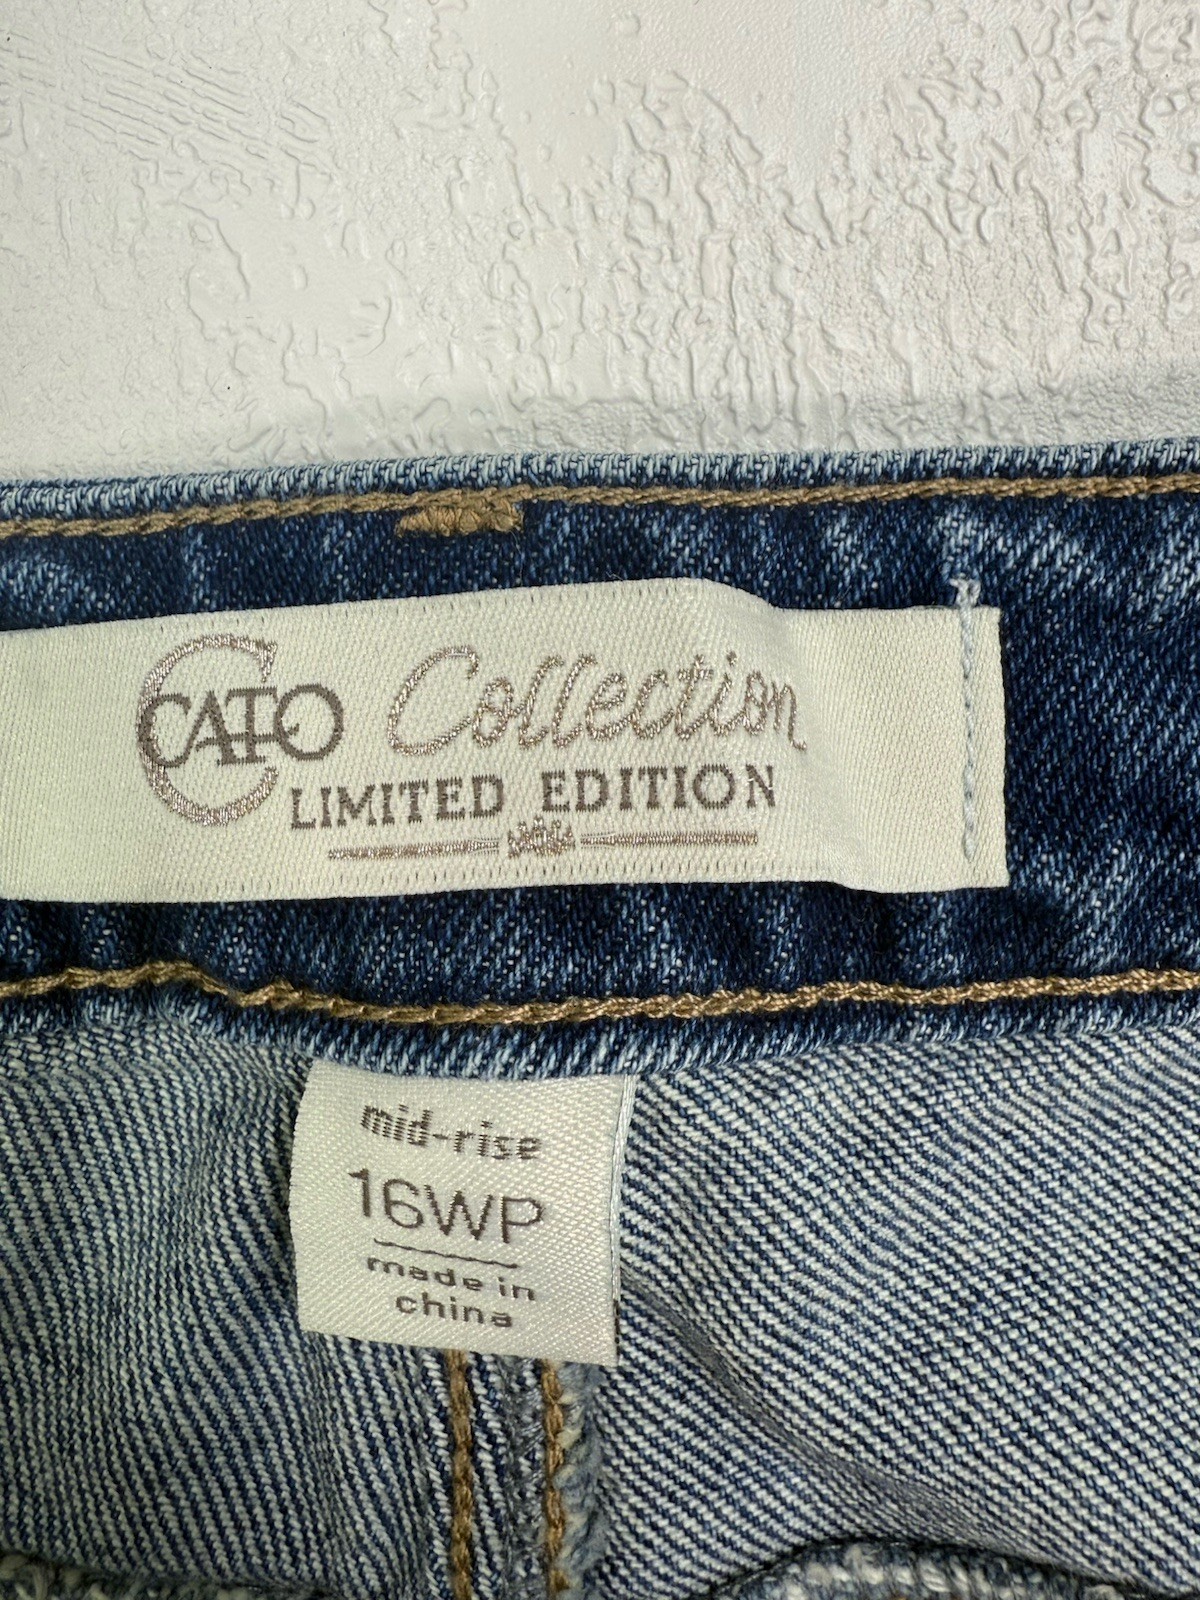 CATO Collection
LIMITED EDITION
mid-rise
16WP
made in
china